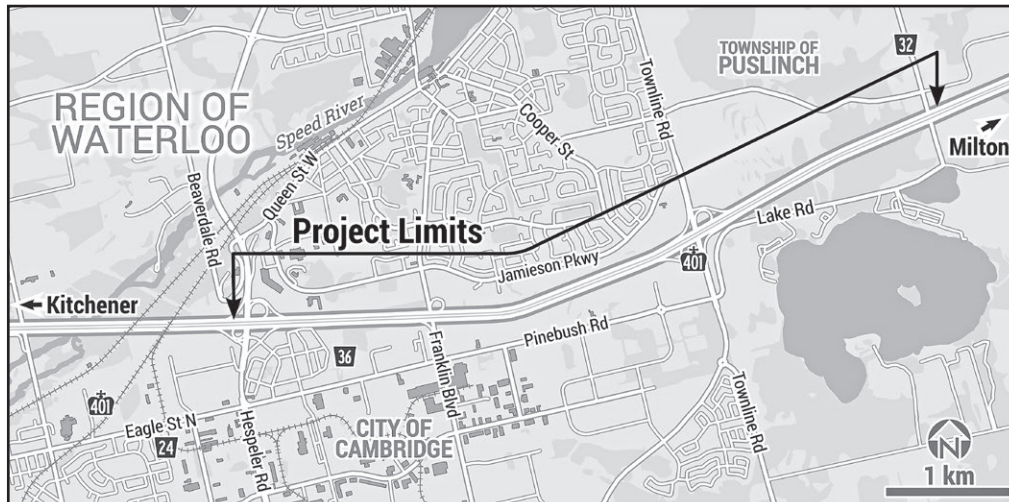 TOWNSHIP OF
PUSLINCH
32
REGION OF
WATERLOO
Speed River
Cooper St
Townline Rd
Milton
Queen St W
Beaverdale Rd
Project Limits
Lake Rd
401
Jamieson Pkwy
Kitchener
Pinebush Rd
36
Franklin Blvd
Townline Rd
401
Eagle St N
24
Hespeler Rd
CITY OF
CAMBRIDGE
N
1 km